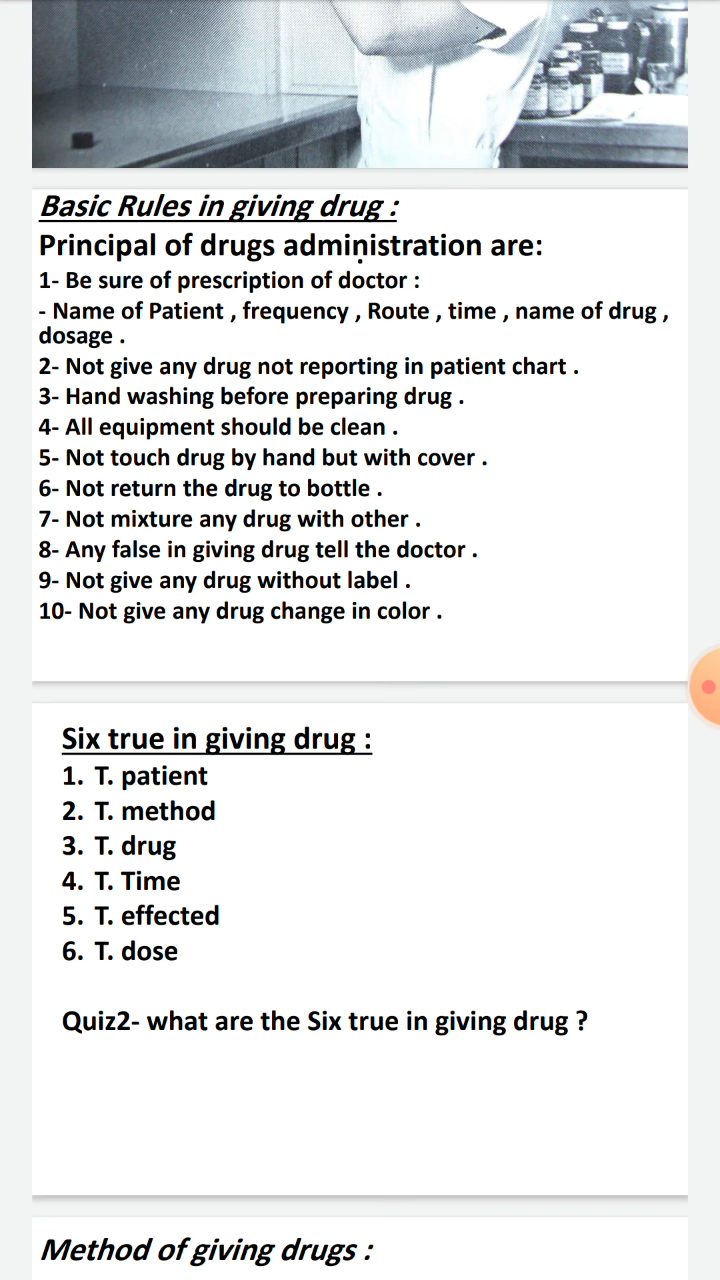 Basic Rules in giving drug :
Principal of drugs administration are:
1- Be sure of prescription of doctor :
- Name of Patient , frequency , Route , time , name of drug ,
dosage .
2- Not give any drug not reporting in patient chart .
3- Hand washing before preparing drug .
4- All equipment should be clean .
5- Not touch drug by hand but with cover .
6- Not return the drug to bottle .
7- Not mixture any drug with other .
8- Any false in giving drug tell the doctor .
9- Not give any drug without label .
10- Not give any drug change in color .
Six true in giving drug :
1. T. patient
2. T. method
3. T. drug
4. T. Time
5. T. effected
6. T. dose
Quiz2- what are the Six true in giving drug ?
Method of giving drugs :